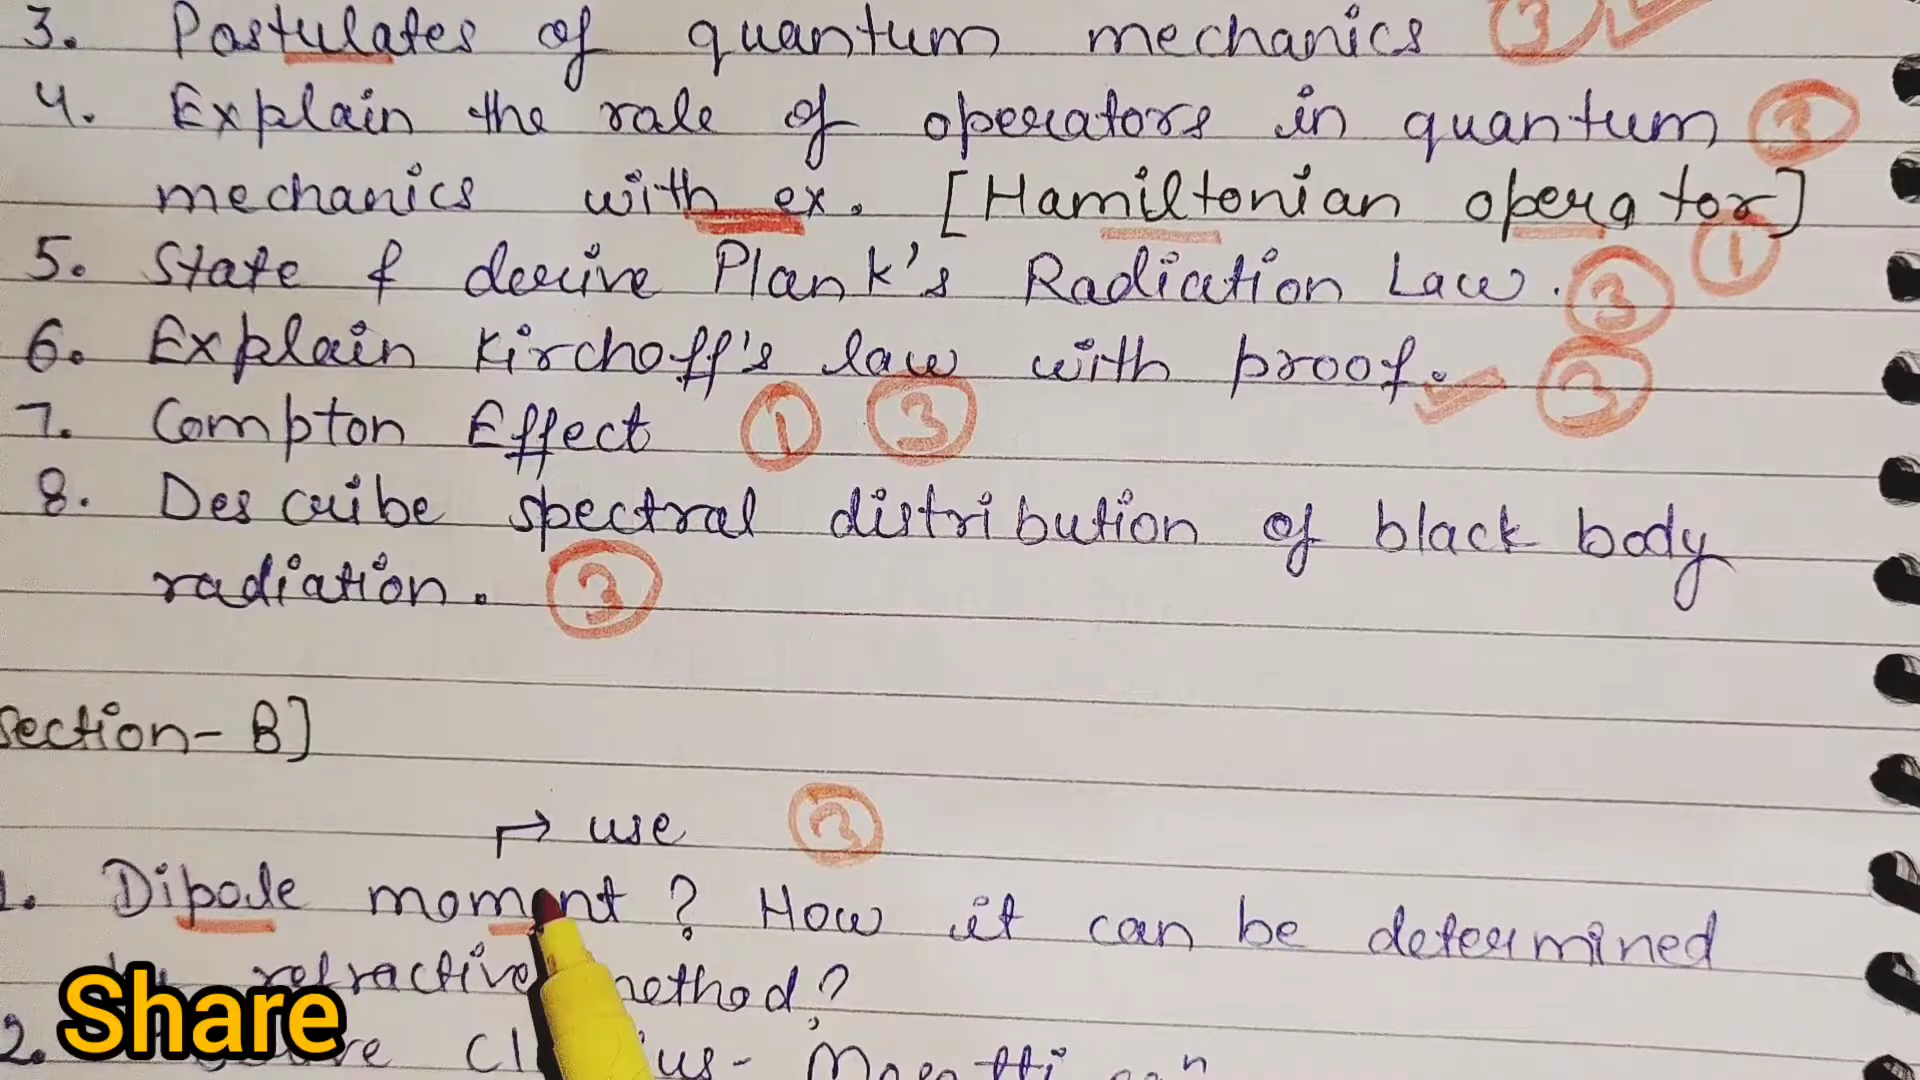 3. Postulates of quantum mechanics ③
4. Explain the role of operators in quantum ③
mechanics with ex. [Hamiltonian operator]
①
5. State & derive Plank's Radiation Law. ③
6. Explain Kirchoff's law with proof. ③
7. Compton Effect ① ③
8. Describe spectral distribution of black body
radiation. ③
Section-B]
→ use ③
1. Dipole moment? How it can be determined
refractive method?
Share
2.